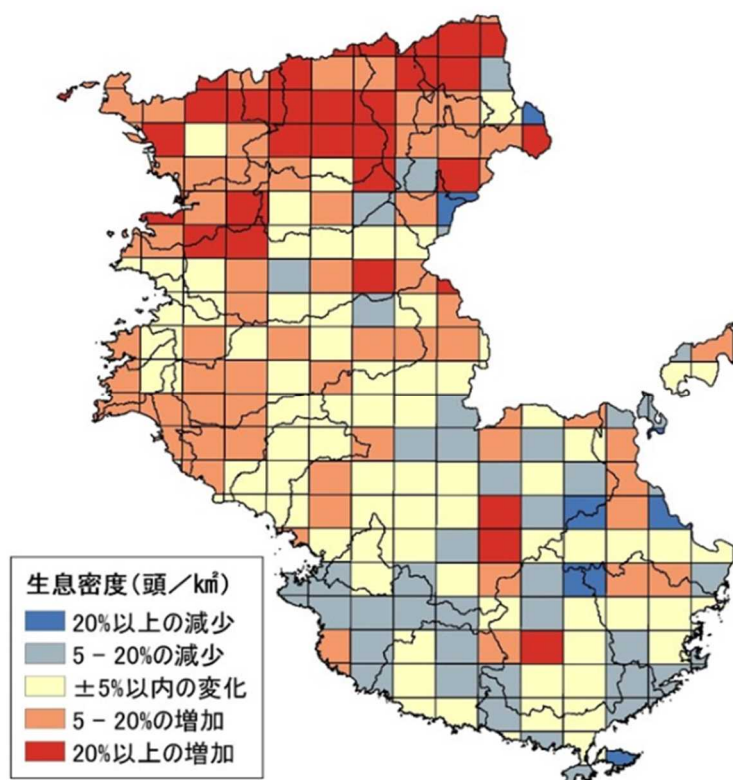 生息密度(頭/㎢)
20%以上の減少
5-20%の減少
±5%以内の変化
5-20%の増加
20%以上の増加